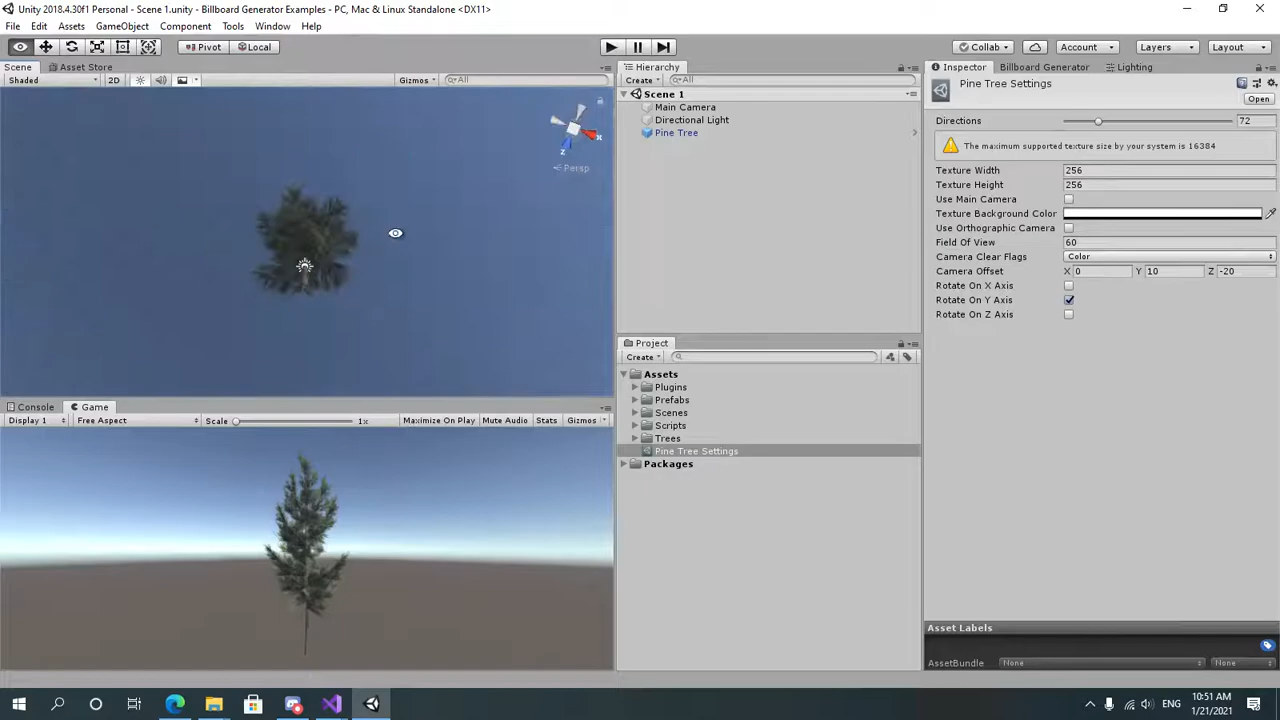 Unity 2018.4.30f1 Personal - Scene 1.unity - Billboard Generator Examples - PC, Mac & Linux Standalone <DX11>
File Edit Assets GameObject Component Tools Window Help
Pivot Local Collab Account Layers Layout
Scene Asset Store
Shaded 2D Gizmos All
x
z
Persp
Console Game
Display 1 Free Aspect Scale 1x Maximize On Play Mute Audio Stats Gizmos
Hierarchy
Create All
Scene 1
Main Camera
Directional Light
Pine Tree
Project
Create
Assets
Plugins
Prefabs
Scenes
Scripts
Trees
Pine Tree Settings
Packages
Inspector Billboard Generator Lighting
Pine Tree Settings
Open
Directions 72
The maximum supported texture size by your system is 16384
Texture Width 256
Texture Height 256
Use Main Camera
Texture Background Color
Use Orthographic Camera
Field Of View 60
Camera Clear Flags Color
Camera Offset X 0 Y 10 Z -20
Rotate On X Axis
Rotate On Y Axis
Rotate On Z Axis
Asset Labels
AssetBundle None None
10:51 AM
1/21/2021